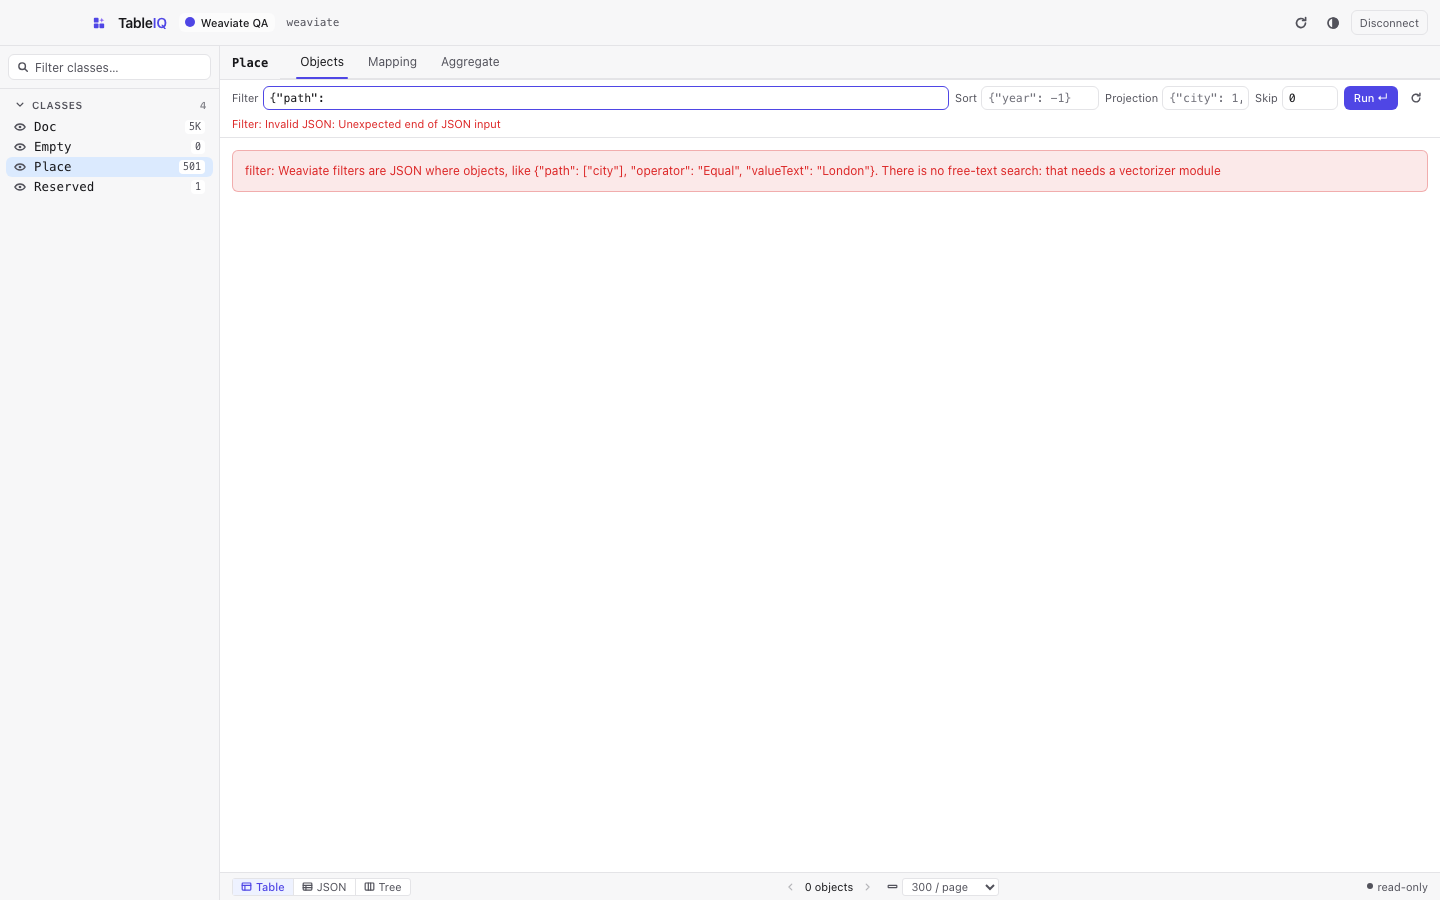 TableIQ
Weaviate QA
weaviate
Disconnect
Filter classes...
CLASSES 4
Doc 5K
Empty 0
Place 501
Reserved 1
Place
Objects
Mapping
Aggregate
Filter {"path":
Sort {"year": −1}
Projection {"city": 1,
Skip 0
Run
Filter: Invalid JSON: Unexpected end of JSON input
filter: Weaviate filters are JSON where objects, like {"path": ["city"], "operator": "Equal", "valueText": "London"}. There is no free-text search: that needs a vectorizer module
Table
JSON
Tree
0 objects
300 / page
read-only